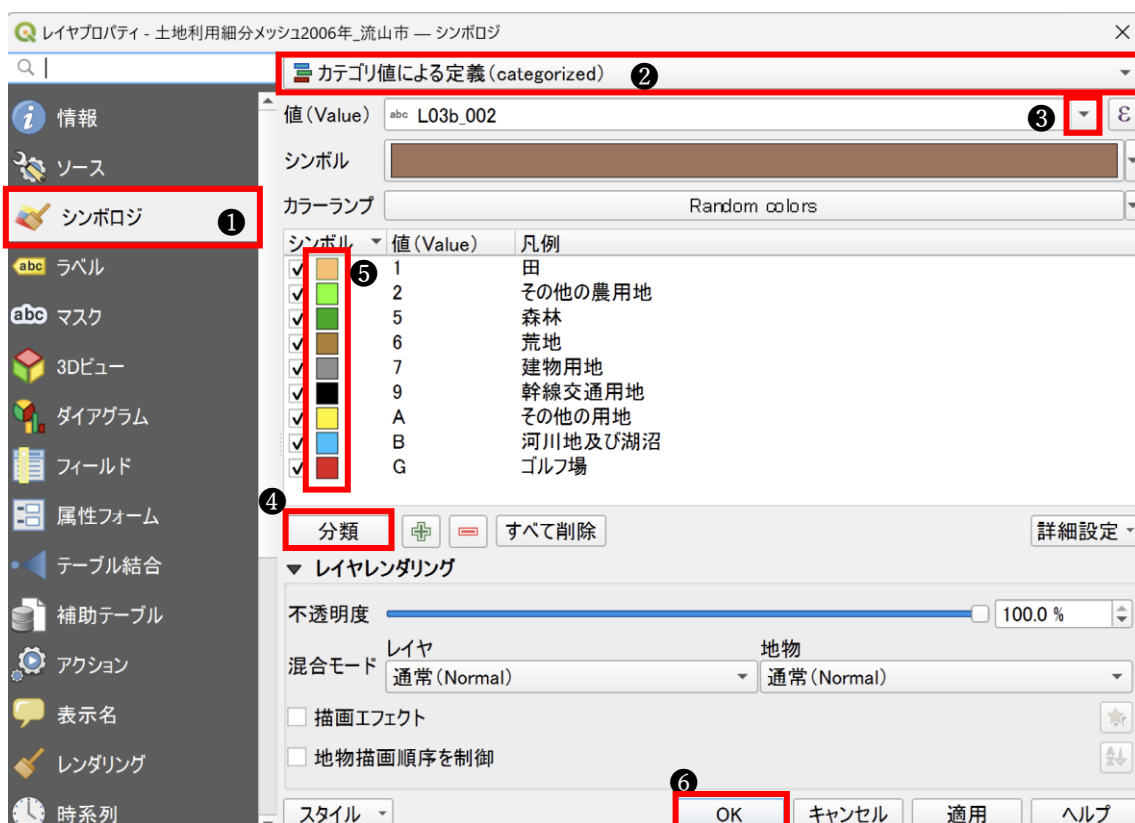 レイヤプロパティ - 土地利用細分メッシュ2006年_流山市 — シンボロジ
カテゴリ値による定義(categorized) ❷
情報
ソース
シンボロジ ❶
abc ラベル
abc マスク
3Dビュー
ダイアグラム
フィールド
属性フォーム
テーブル結合
補助テーブル
アクション
表示名
レンダリング
時系列
値(Value) abc L03b_002 ❸ ε
シンボル
カラーランプ Random colors
シンボル 値(Value) 凡例
❺
1 田
2 その他の農用地
5 森林
6 荒地
7 建物用地
9 幹線交通用地
A その他の用地
B 河川地及び湖沼
G ゴルフ場
❹
分類 すべて削除 詳細設定
レイヤレンダリング
不透明度 100.0 %
レイヤ 地物
混合モード 通常(Normal) 通常(Normal)
描画エフェクト
地物描画順序を制御
❻
スタイル OK キャンセル 適用 ヘルプ